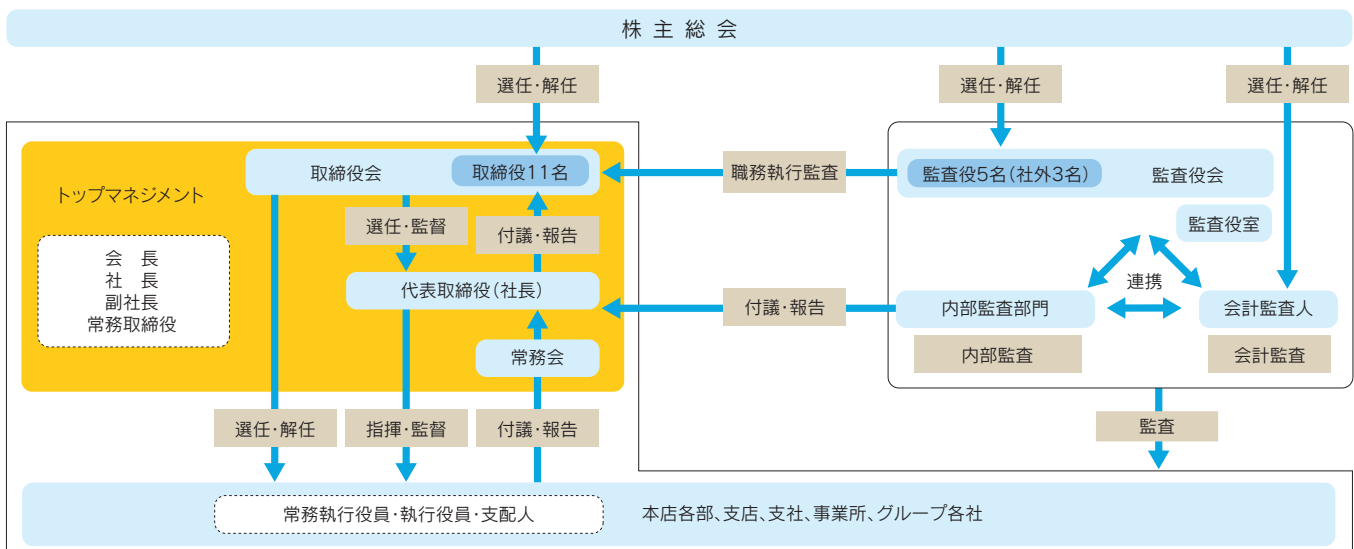 株主総会
選任・解任
選任・解任
選任・解任
トップマネジメント
会長
社長
副社長
常務取締役
取締役会
取締役11名
選任・監督
付議・報告
代表取締役(社長)
常務会
職務執行監査
付議・報告
監査役5名(社外3名)
監査役会
監査役室
連携
内部監査部門
会計監査人
内部監査
会計監査
選任・解任
指揮・監督
付議・報告
監査
常務執行役員・執行役員・支配人
本店各部、支店、支社、事業所、グループ各社